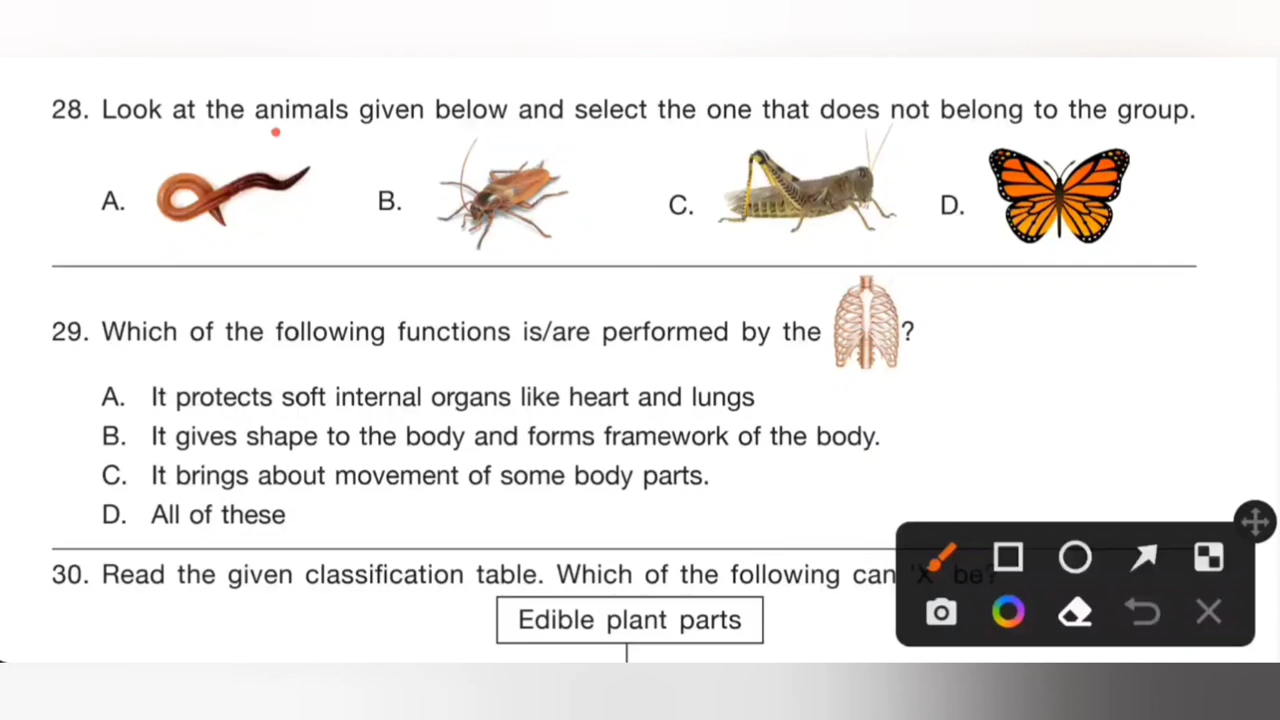 28. Look at the animals given below and select the one that does not belong to the group.
A. B. C. D.
29. Which of the following functions is/are performed by the ?
A. It protects soft internal organs like heart and lungs
B. It gives shape to the body and forms framework of the body.
C. It brings about movement of some body parts.
D. All of these
30. Read the given classification table. Which of the following can 'X' be?
Edible plant parts